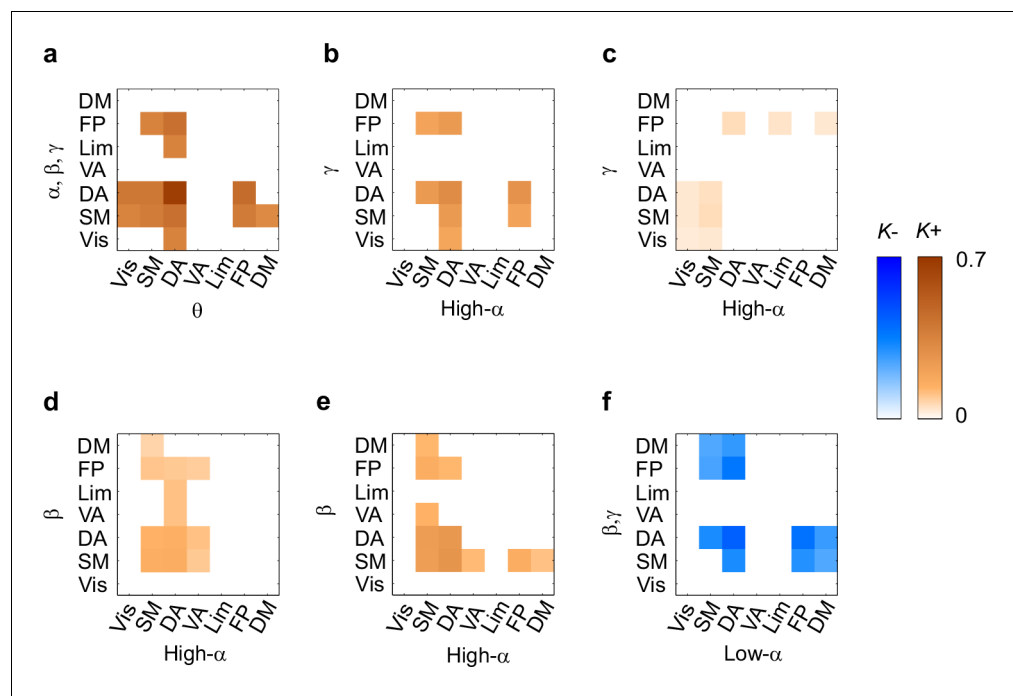 a
DM
FP
Lim
VA
DA
SM
Vis
α, β, γ
Vis SM DA VA Lim FP DM
θ
b
DM
FP
Lim
VA
DA
SM
Vis
γ
Vis SM DA VA Lim FP DM
High-α
c
DM
FP
Lim
VA
DA
SM
Vis
γ
Vis SM DA VA Lim FP DM
K- K+
0.7
0
d
DM
FP
Lim
VA
DA
SM
Vis
β
Vis SM DA VA Lim FP DM
High-α
e
DM
FP
Lim
VA
DA
SM
Vis
β
Vis SM DA VA Lim FP DM
High-α
f
DM
FP
Lim
VA
DA
SM
Vis
β,γ
Vis SM DA VA Lim FP DM
Low-α